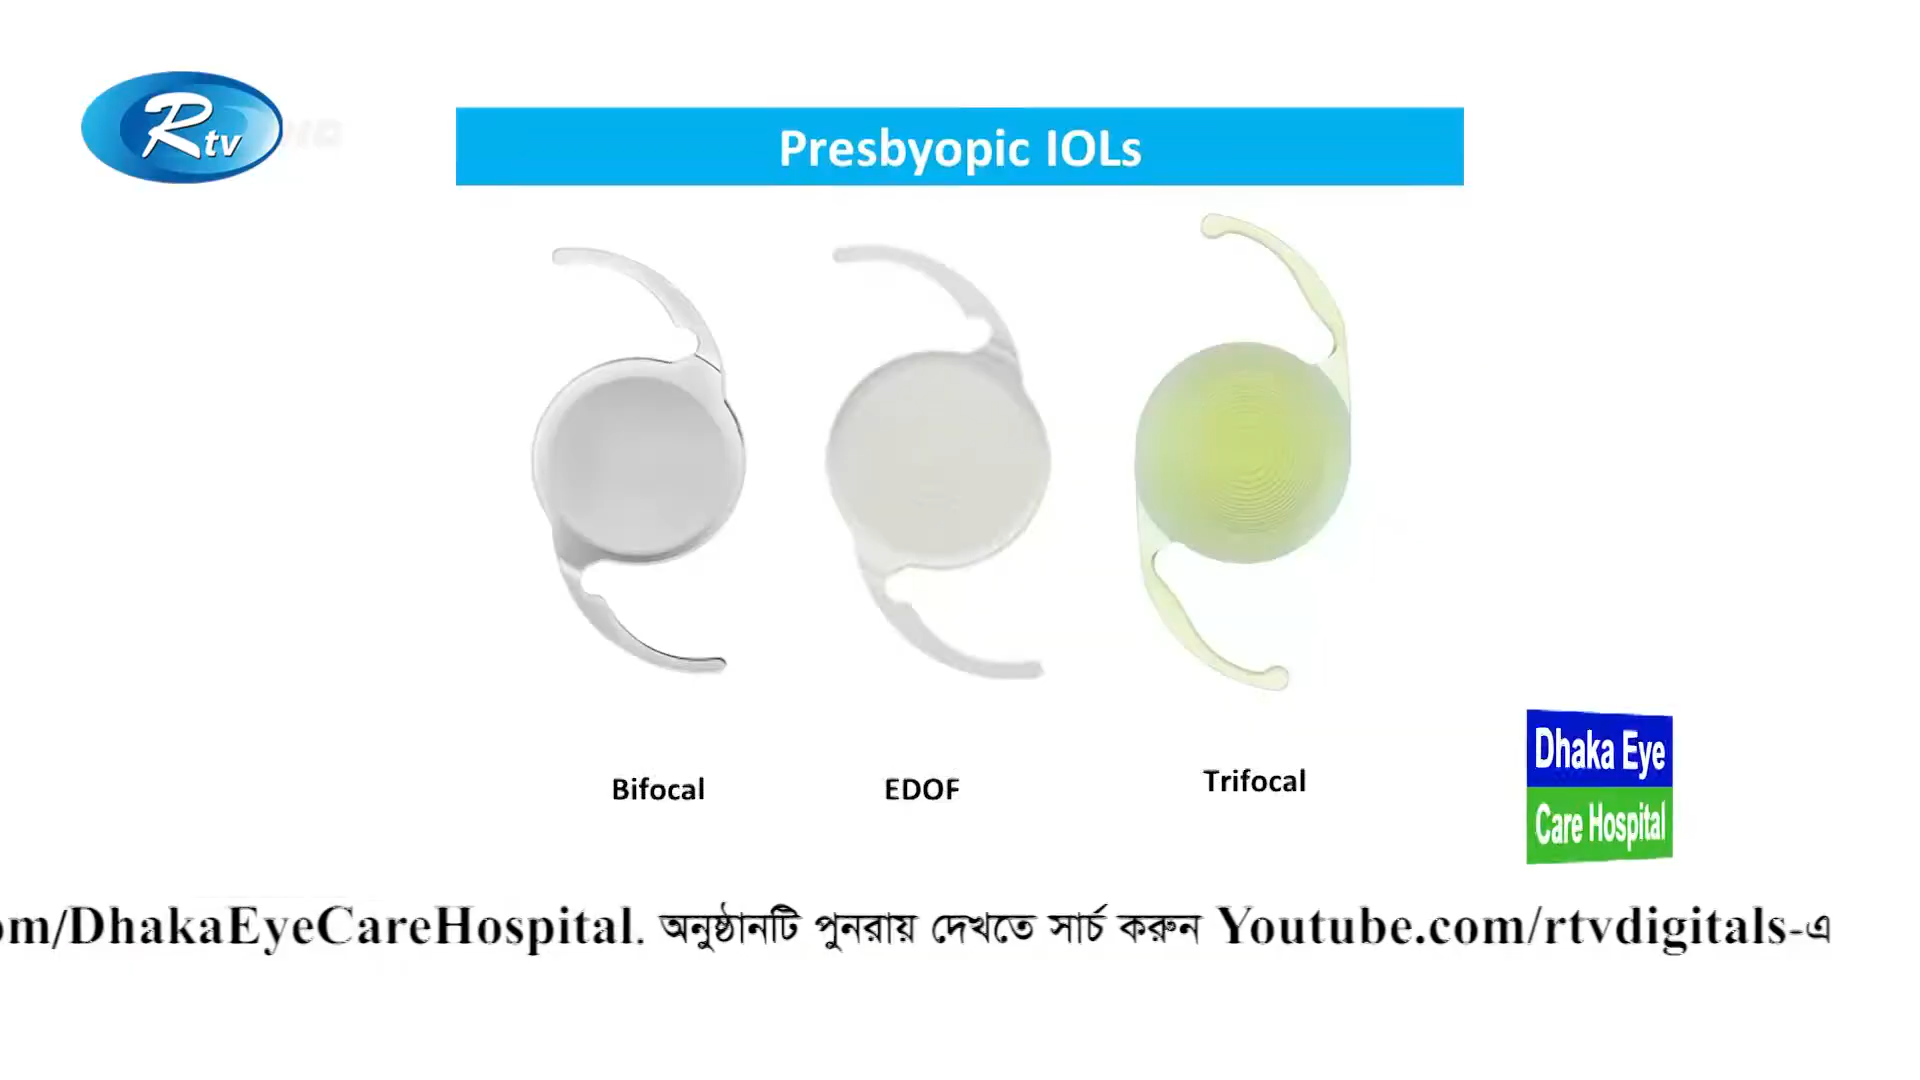 Rtv
Presbyopic IOLs
Bifocal
EDOF
Trifocal
Dhaka Eye
Care Hospital
om/DhakaEyeCareHospital. অনুষ্ঠানটি পুনরায় দেখতে সার্চ করুন Youtube.com/rtvdigitals-এ